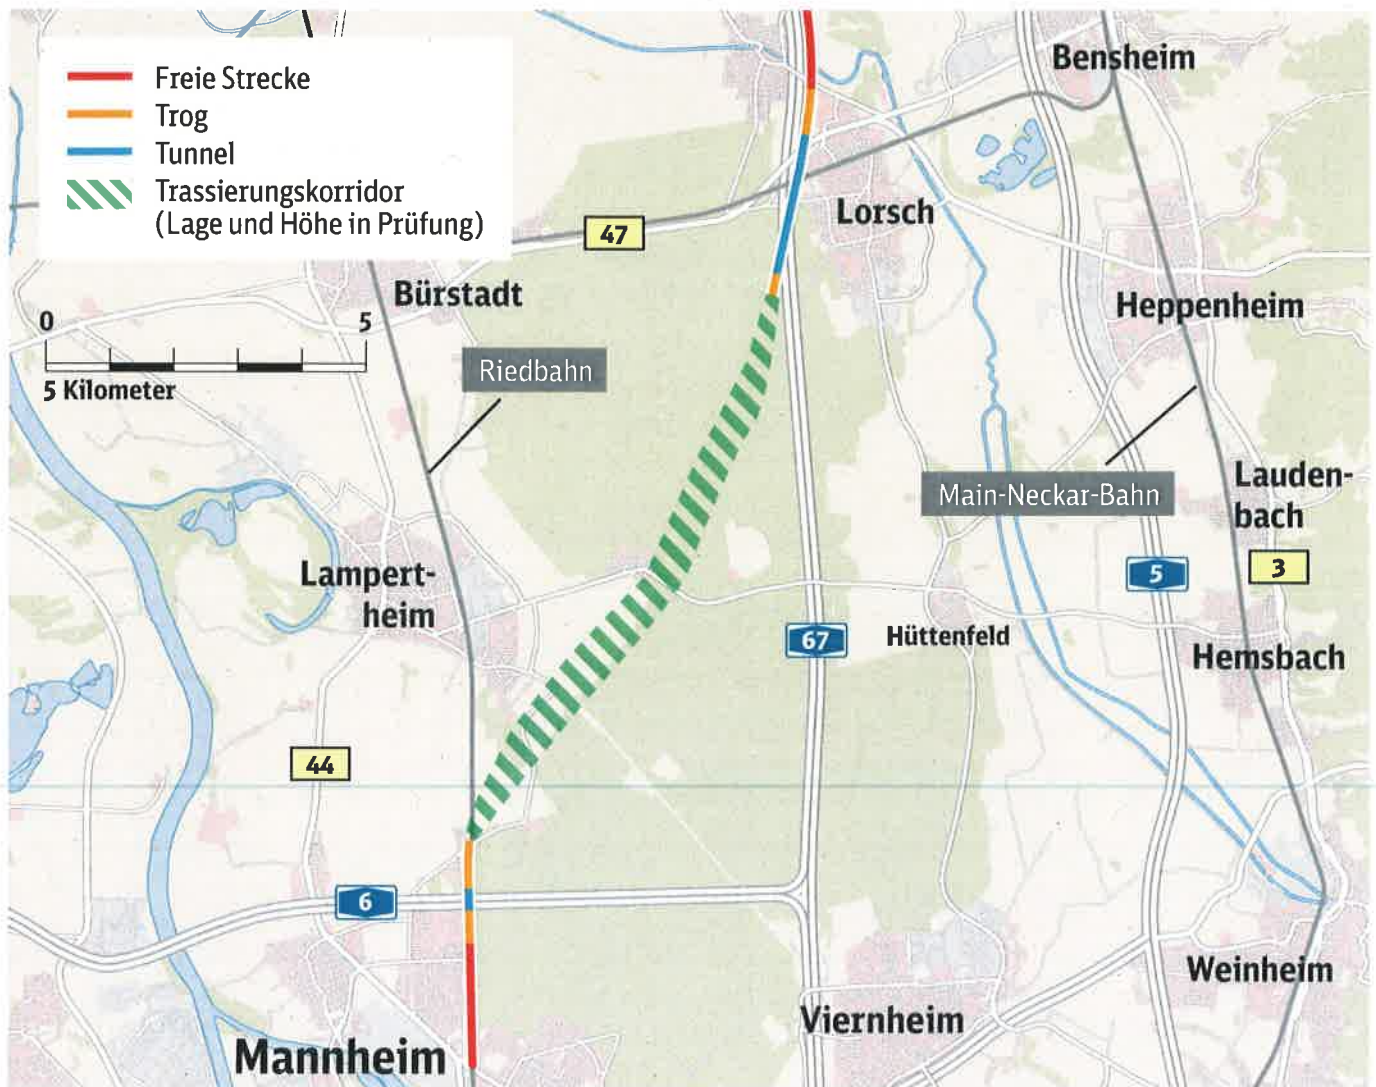 Freie Strecke
Trog
Tunnel
Trassierungskorridor
(Lage und Höhe in Prüfung)
Bensheim
47
Lorsch
Bürstadt
0 5
5 Kilometer
Heppenheim
Riedbahn
Main-Neckar-Bahn
Lauden-
bach
Lampert-
heim
5
3
67
Hüttenfeld
Hemsbach
44
6
Weinheim
Viernheim
Mannheim